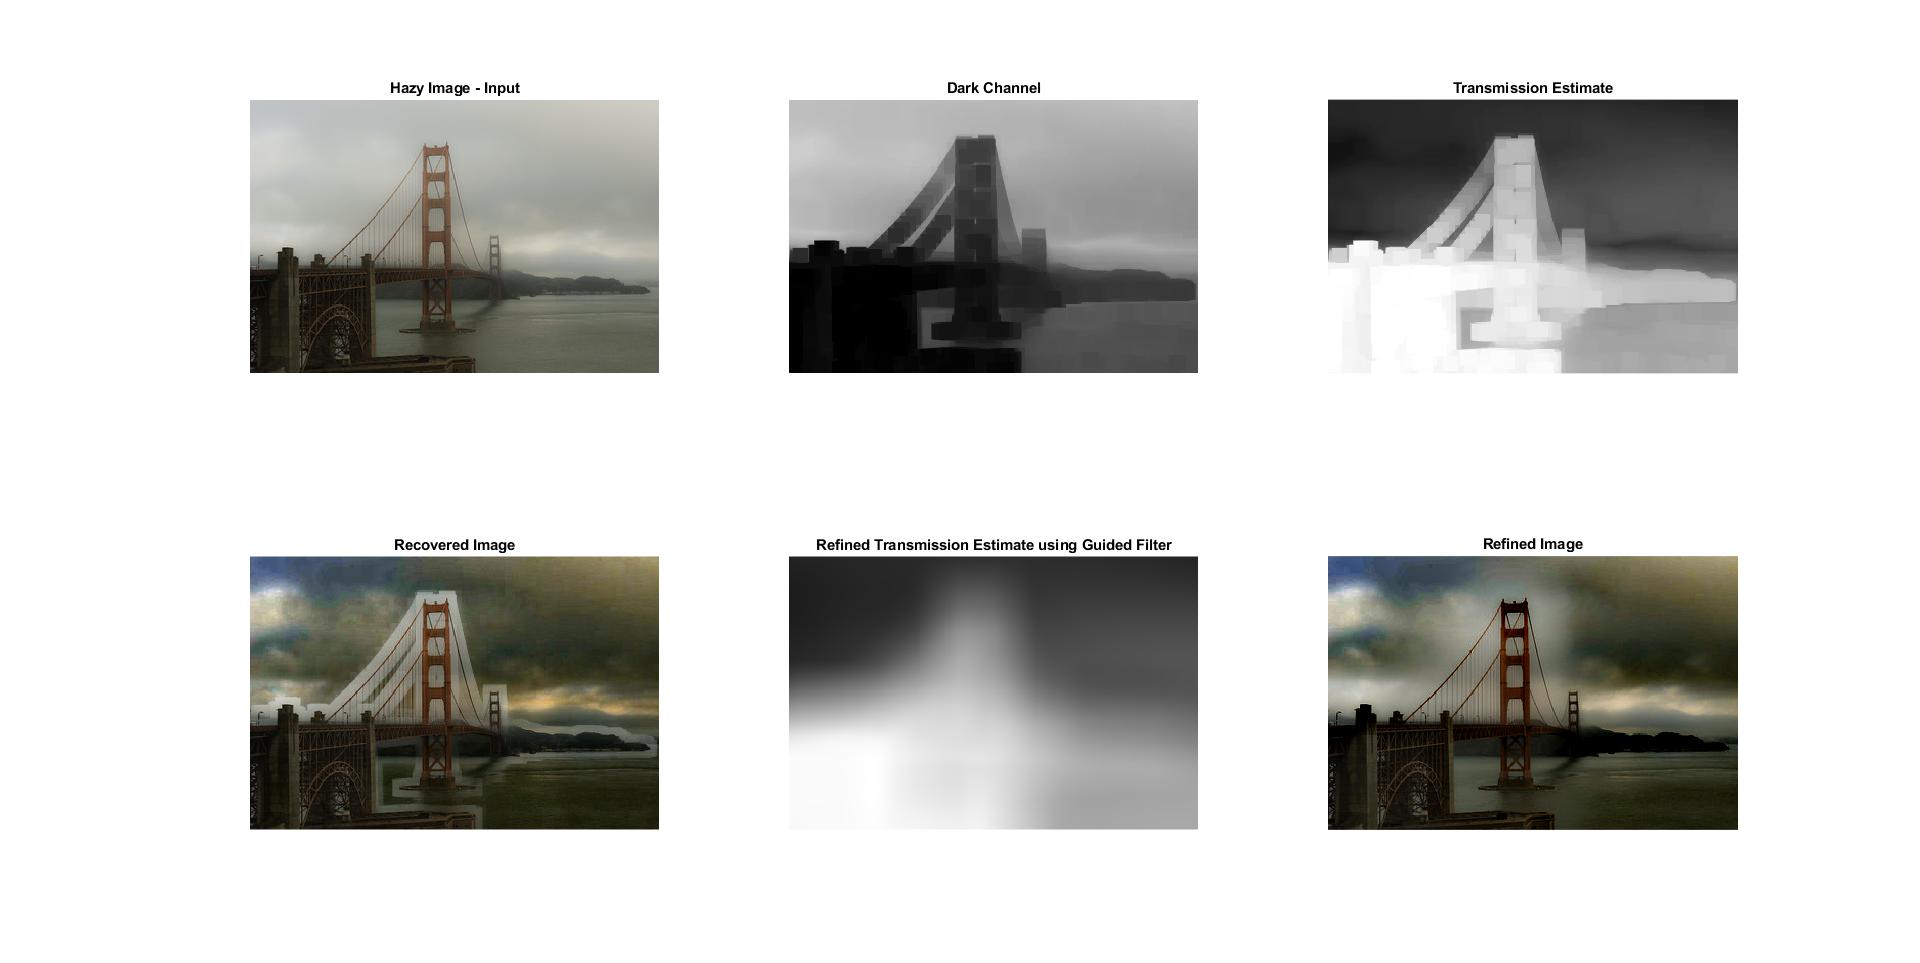 Hazy Image - Input
Dark Channel
Transmission Estimate
Recovered Image
Refined Transmission Estimate using Guided Filter
Refined Image